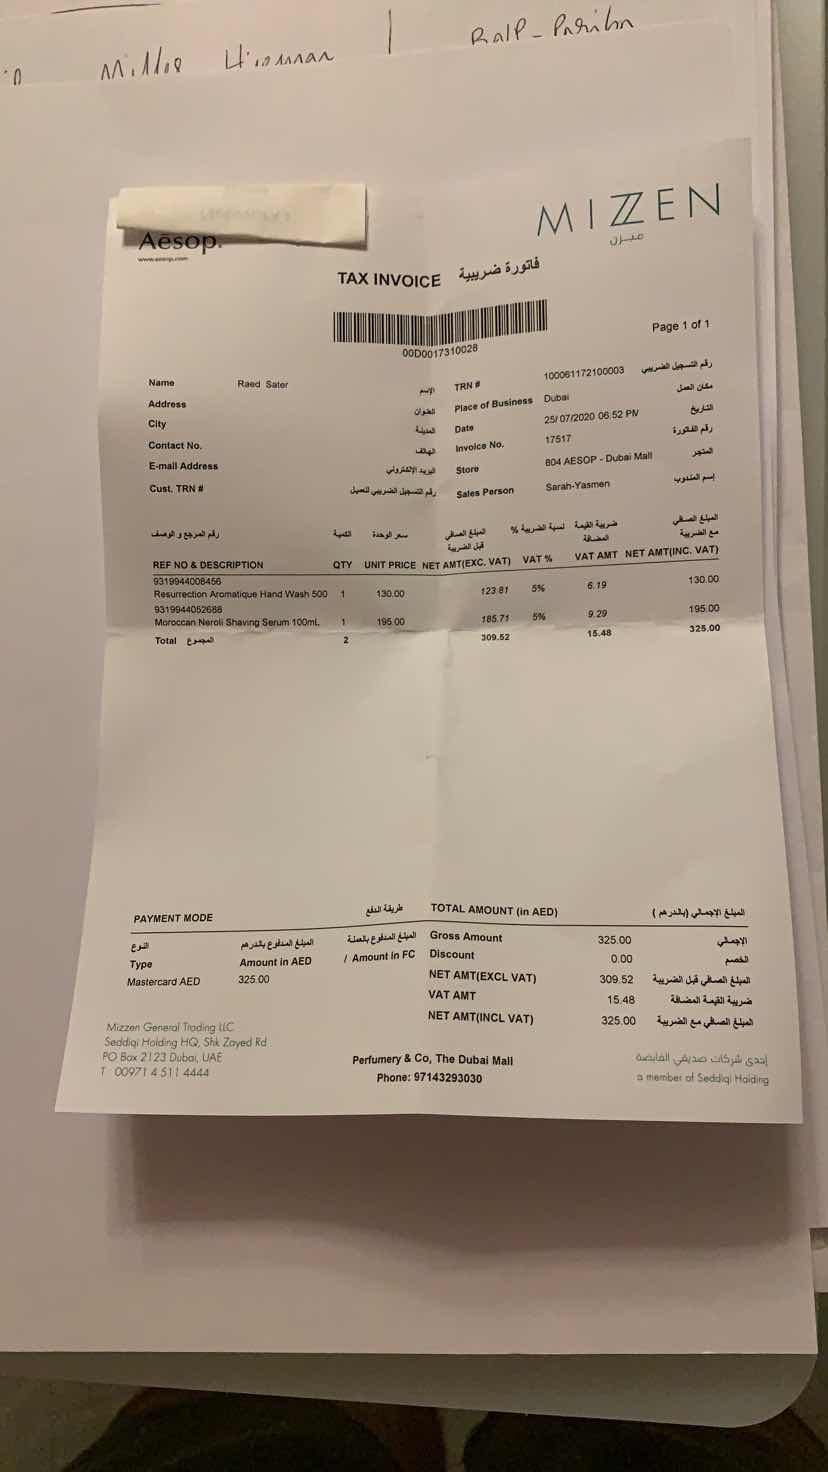 Millie
Aēsop.
www.aesop.com
MIZZEN
ميزن
TAX INVOICE فاتورة ضريبية
00D0017310028
Page 1 of 1
Name Raed Sater الإسم
Address العنوان
City المدينة
Contact No. الهاتف
E-mail Address البريد الإلكتروني
Cust. TRN # رقم التسجيل الضريبي للعميل
TRN # 100061172100003 رقم التسجيل الضريبي
Place of Business Dubai مكان العمل
Date 25/07/2020 06:52 PM التاريخ
Invoice No. 17517 رقم الفاتورة
Store 804 AESOP - Dubai Mall المتجر
Sales Person Sarah-Yasmen إسم المندوب
رقم المرجع و الوصف الكمية سعر الوحدة المبلغ الصافي قبل الضريبة نسبة الضريبة % ضريبة القيمة المضافة المبلغ الصافي مع الضريبة
REF NO & DESCRIPTION QTY UNIT PRICE NET AMT(EXC. VAT) VAT % VAT AMT NET AMT(INC. VAT)
9319944008456
Resurrection Aromatique Hand Wash 500 1 130.00 123.81 5% 6.19 130.00
9319944052688
Moroccan Neroli Shaving Serum 100mL 1 195.00 185.71 5% 9.29 195.00
Total المجموع 2 309.52 15.48 325.00
PAYMENT MODE طريقة الدفع
النوع المبلغ المدفوع بالدرهم المبلغ المدفوع بالعملة
Type Amount in AED / Amount in FC
Mastercard AED 325.00
TOTAL AMOUNT (in AED) المبلغ الإجمالي (بالدرهم)
Gross Amount 325.00 الإجمالي
Discount 0.00 الخصم
NET AMT(EXCL VAT) 309.52 المبلغ الصافي قبل الضريبة
VAT AMT 15.48 ضريبة القيمة المضافة
NET AMT(INCL VAT) 325.00 المبلغ الصافي مع الضريبة
Mizzen General Trading LLC
Seddiqi Holding HQ, Shk Zayed Rd
PO Box 2123 Dubai, UAE
T 00971 4 511 4444
Perfumery & Co, The Dubai Mall
Phone: 97143293030
إحدى شركات صديقي القابضة
a member of Seddiqi Holding